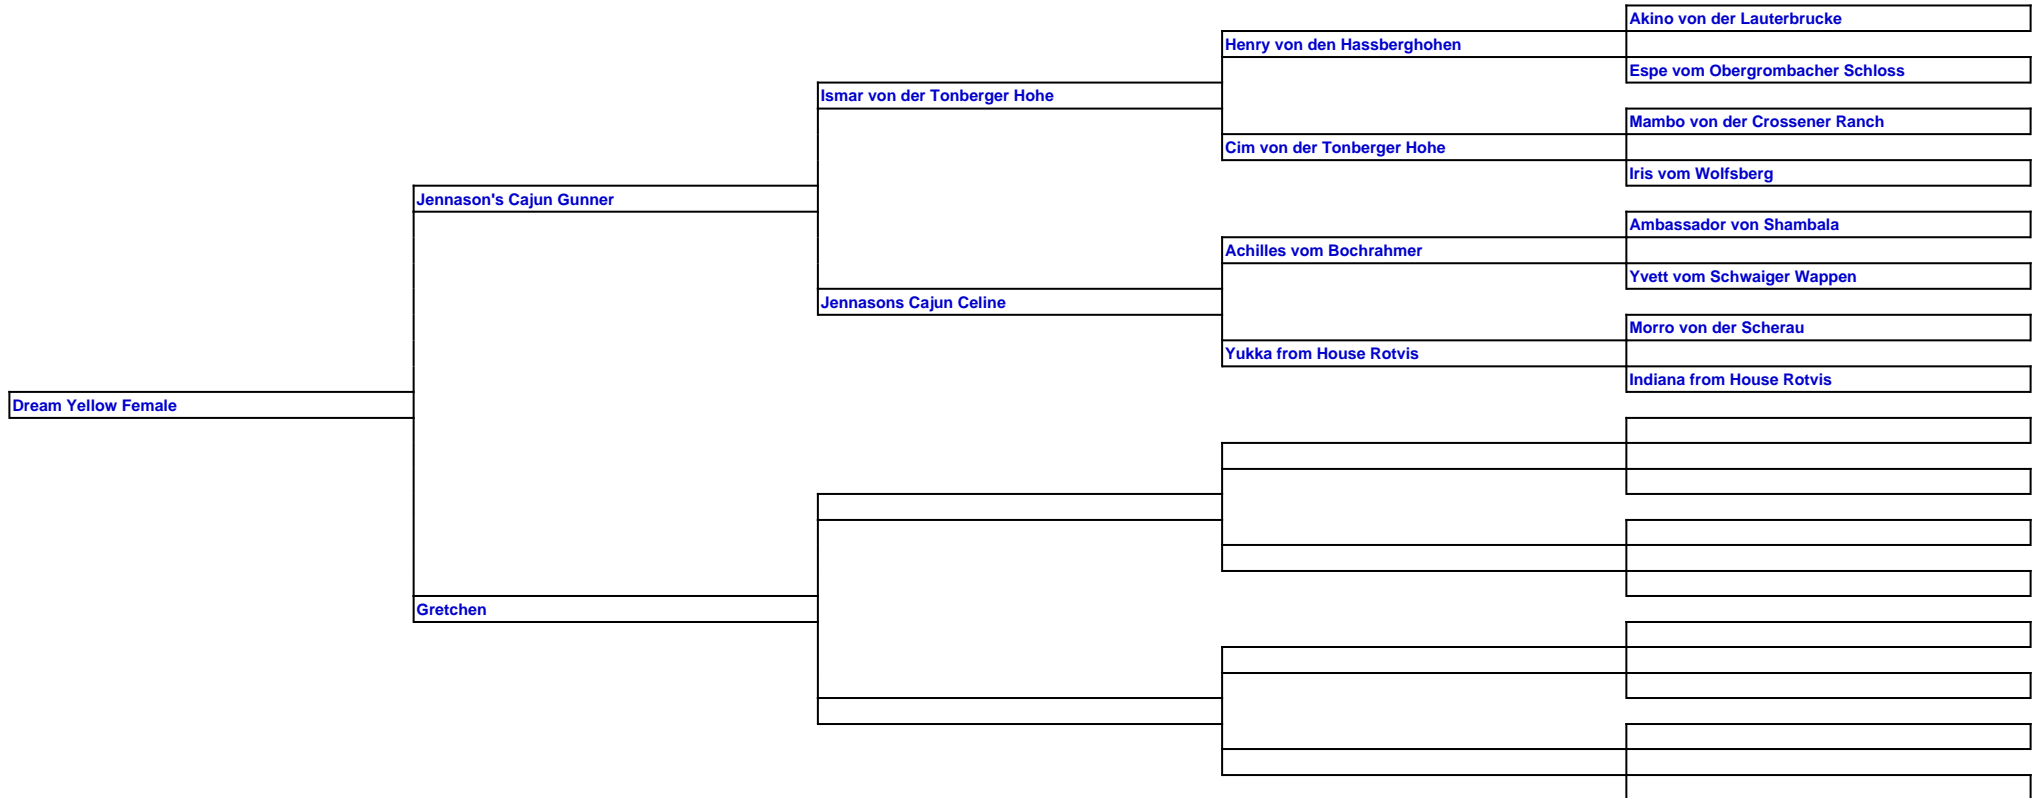 Akino von der Lauterbrucke
Henry von den Hassberghohen
Espe vom Obergrombacher Schloss
Ismar von der Tonberger Hohe
Mambo von der Crossener Ranch
Cim von der Tonberger Hohe
Iris vom Wolfsberg
Jennason's Cajun Gunner
Ambassador von Shambala
Achilles vom Bochrahmer
Yvett vom Schwaiger Wappen
Jennasons Cajun Celine
Morro von der Scherau
Yukka from House Rotvis
Indiana from House Rotvis
Dream Yellow Female
Gretchen